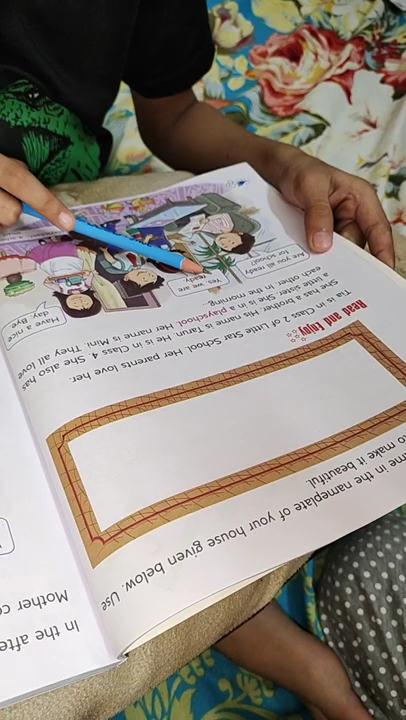 me in the nameplate of your house given below. Use
to make it beautiful.
Read and Enjoy
Tia is in Class 2 of Little Star School. Her parents love her.
She has a brother. His name is Tarun. He is in Class 4. She also has
a little sister. She is in a playschool. Her name is Mini. They all love
each other in the morning.
Are you all ready
for school?
Yes, we are
ready.
Have a nice
day. Bye
In the afte
Mother co